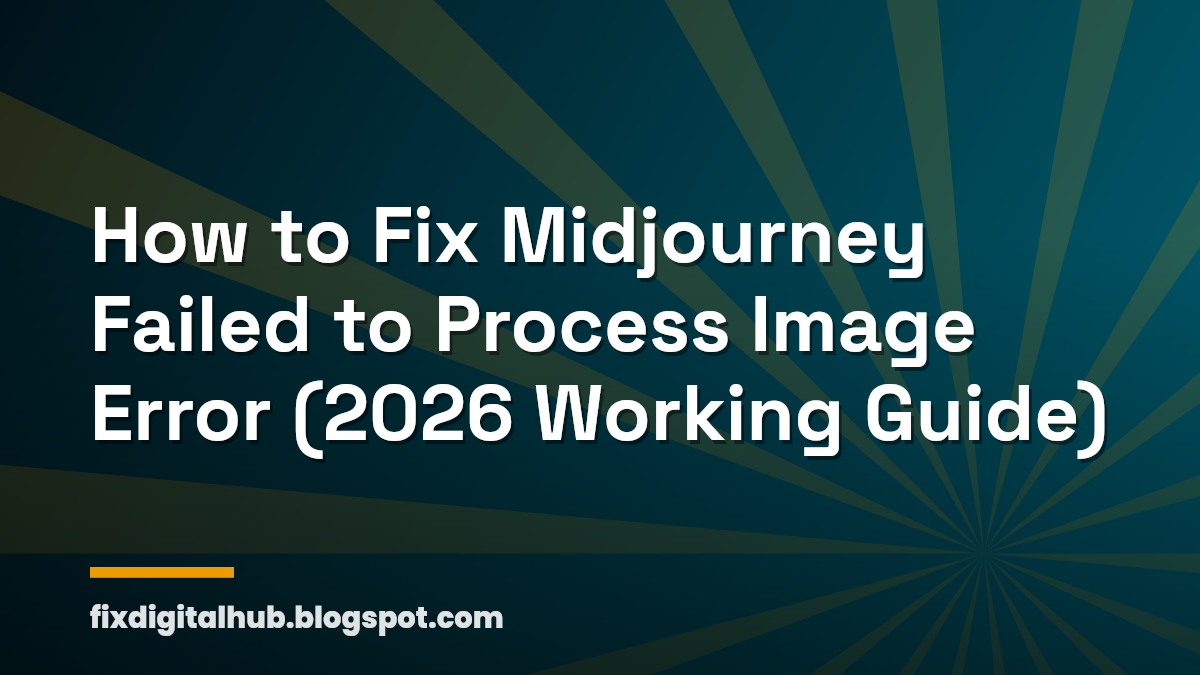 How to Fix Midjourney
Failed to Process Image
Error (2026 Working Guide)
fixdigitalhub.blogspot.com